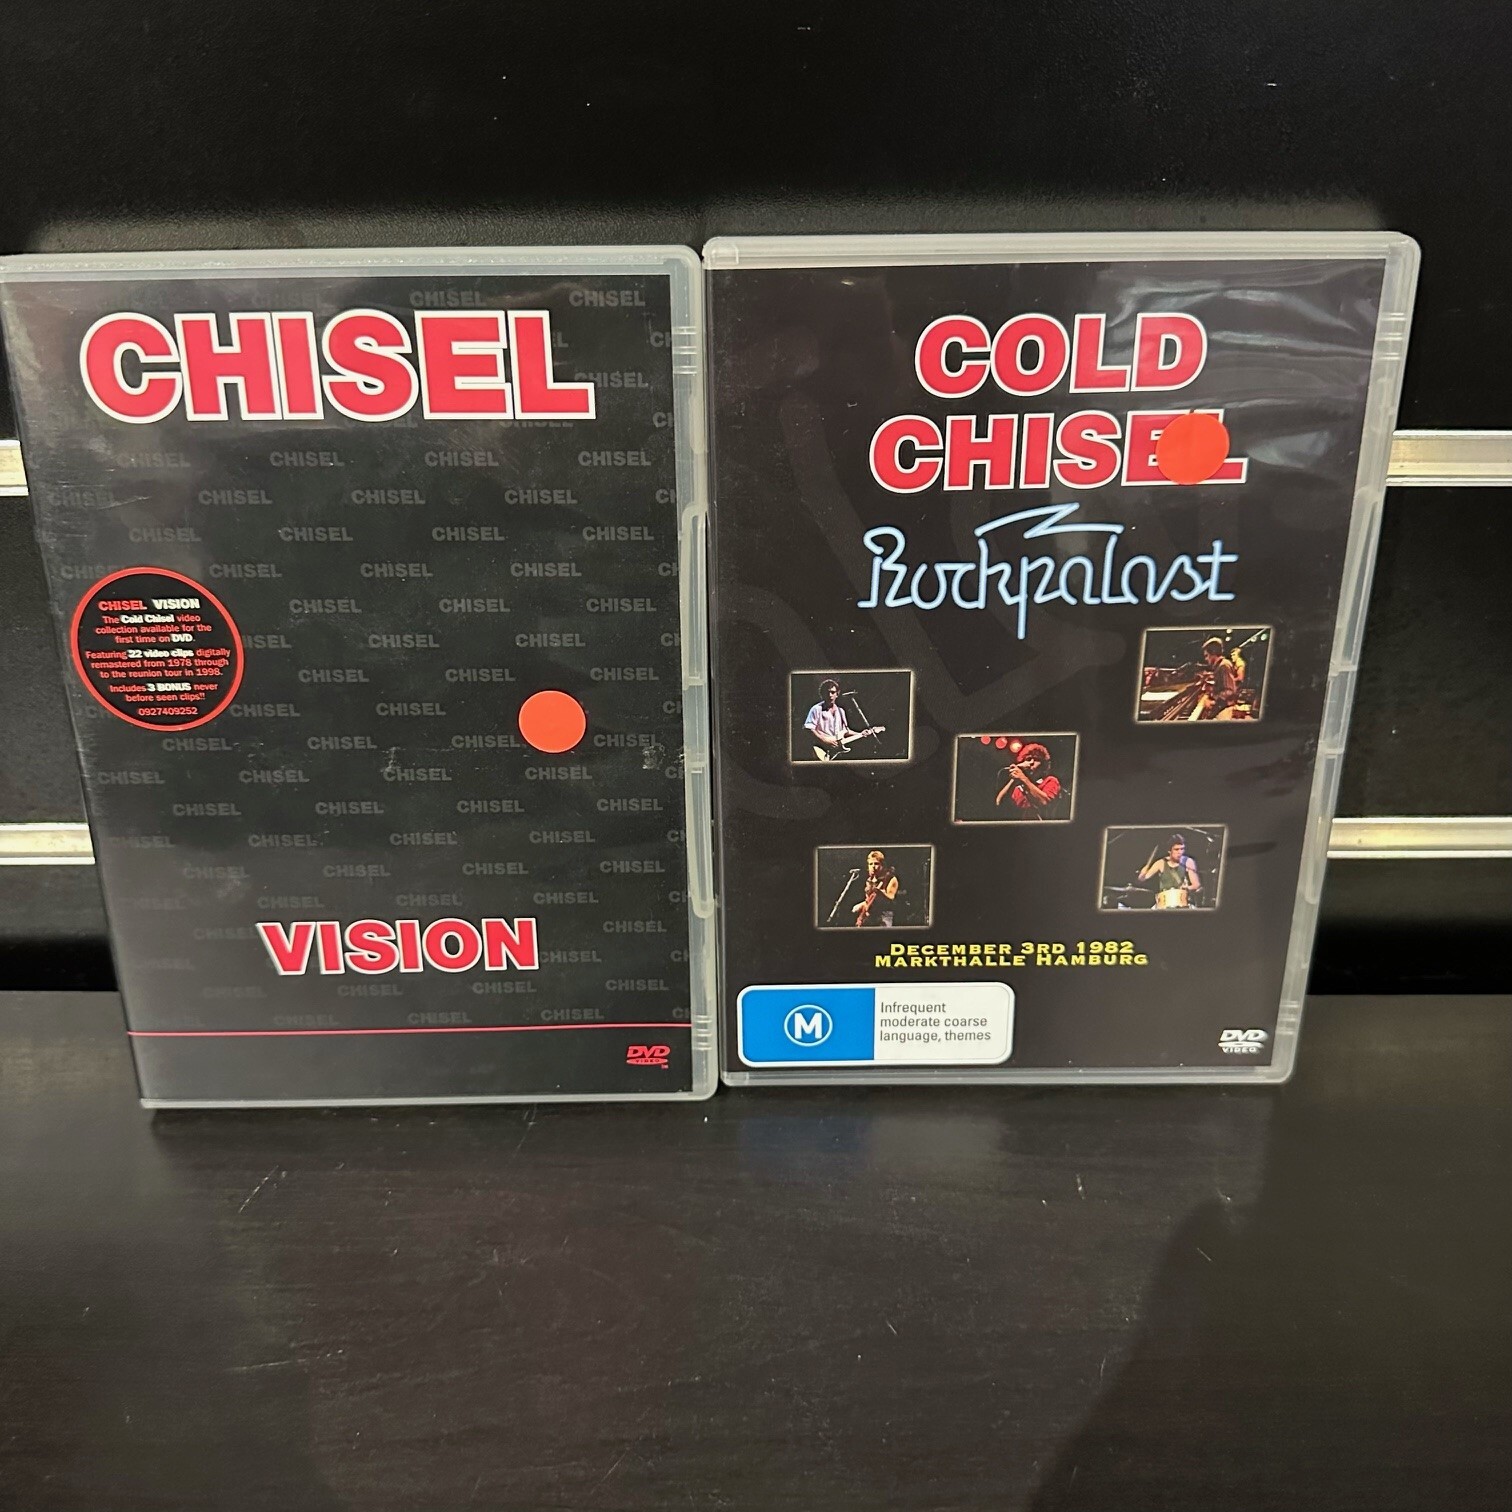 CHISEL
CHISEL VISION
The Cold Chisel video
collection available for the
first time on DVD.
Featuring 22 video clips digitally
remastered from 1978 through
to the reunion tour in 1998.
Includes 3 BONUS never
before seen clips!!
0927409252
VISION
DVD
VIDEO
COLD
CHISEL
Rockpalast
DECEMBER 3RD 1982
MARKTHALLE HAMBURG
M
Infrequent
moderate coarse
language, themes
DVD
VIDEO